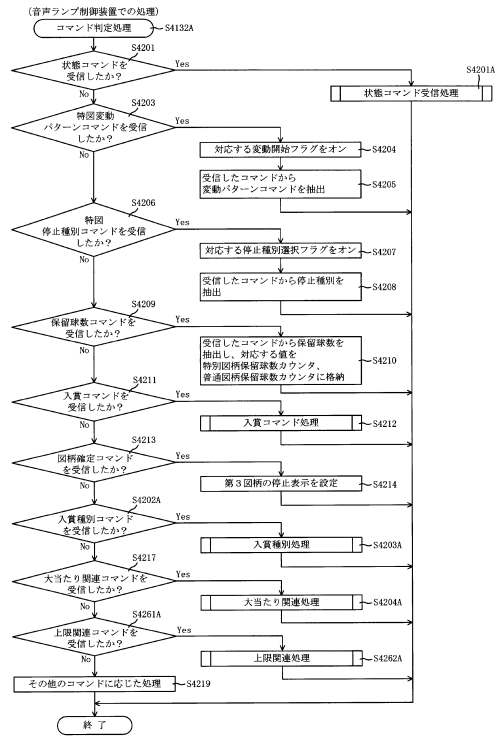 (音声ランプ制御装置での処理)
コマンド判定処理
S4132A
S4201
状態コマンドを
受信したか?
Yes
No
S4201A
状態コマンド受信処理
S4203
特図変動
パターンコマンドを受信
したか?
Yes
No
対応する変動開始フラグをオン
S4204
受信したコマンドから
変動パターンコマンドを抽出
S4205
S4206
特図
停止種別コマンドを受信
したか?
Yes
No
対応する停止種別選択フラグをオン
S4207
受信したコマンドから停止種別を
抽出
S4208
S4209
保留球数コマンドを
受信したか?
Yes
No
受信したコマンドから保留球数を
抽出し、対応する値を
特別図柄保留球数カウンタ、
普通図柄保留球数カウンタに格納
S4210
S4211
入賞コマンドを
受信したか?
Yes
No
入賞コマンド処理
S4212
S4213
図柄確定コマンド
を受信したか?
Yes
No
第3図柄の停止表示を設定
S4214
S4202A
入賞種別コマンド
を受信したか?
Yes
No
入賞種別処理
S4203A
S4217
大当たり関連コマンドを
受信したか?
Yes
No
大当たり関連処理
S4204A
S4261A
上限関連コマンドを
受信したか?
Yes
No
上限関連処理
S4262A
その他のコマンドに応じた処理
S4219
終了